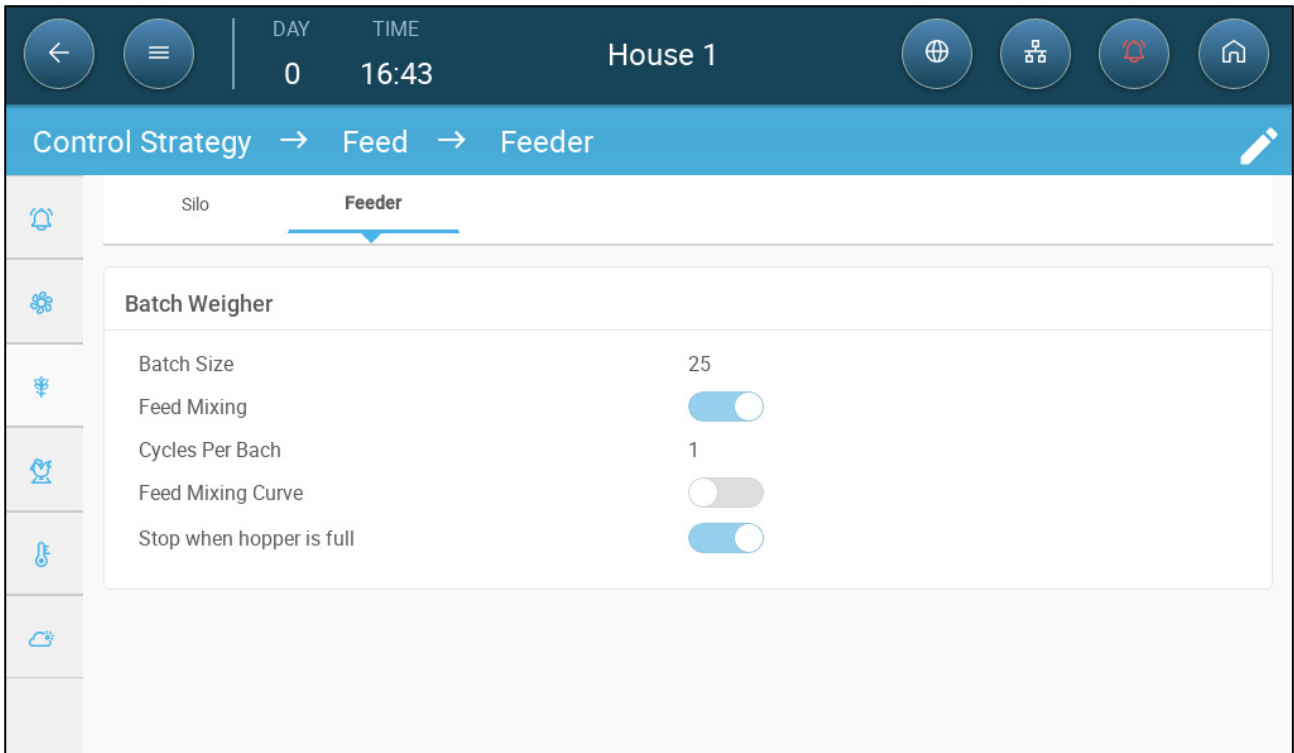 DAY TIME
0 16:43
House 1
Control Strategy → Feed → Feeder
Silo Feeder
Batch Weigher
Batch Size 25
Feed Mixing
Cycles Per Bach 1
Feed Mixing Curve
Stop when hopper is full